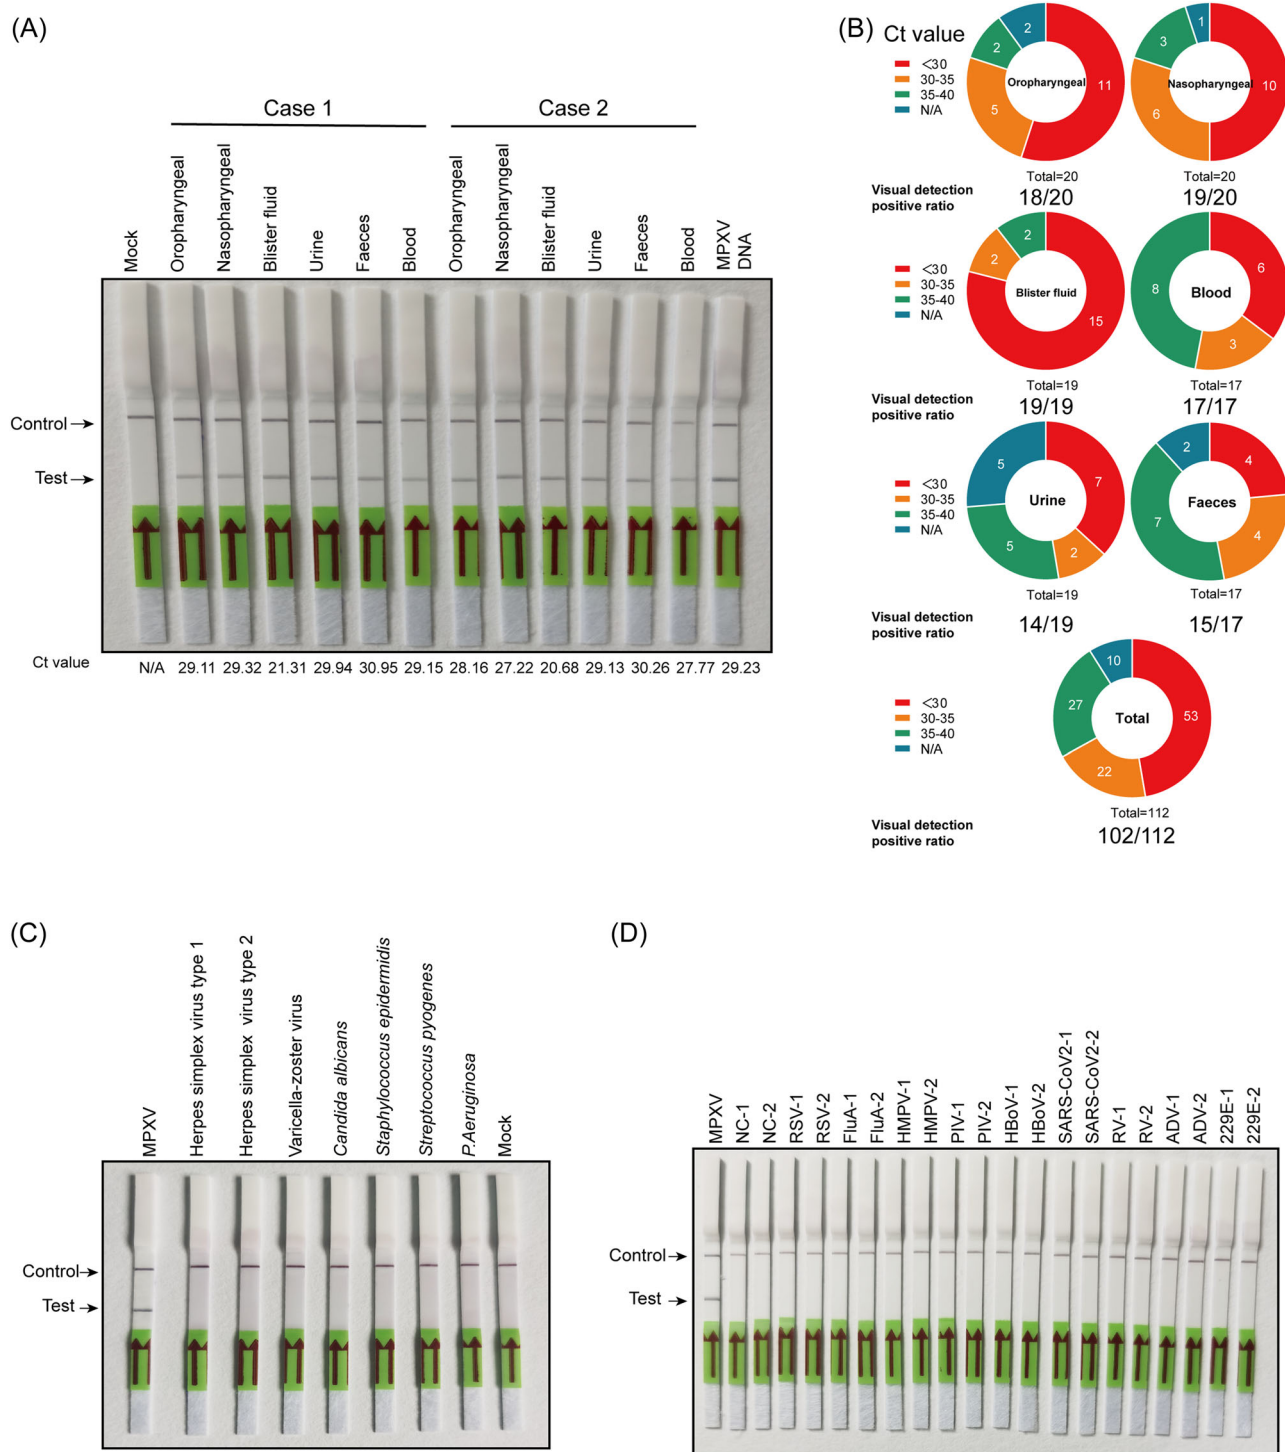 (A)
Case 1
Case 2
Mock
Oropharyngeal
Nasopharyngeal
Blister fluid
Urine
Faeces
Blood
Oropharyngeal
Nasopharyngeal
Blister fluid
Urine
Faeces
Blood
MPXV
DNA
Control
Test
Ct value
N/A 29.11 29.32 21.31 29.94 30.95 29.15 28.16 27.22 20.68 29.13 30.26 27.77 29.23
(B)
Ct value
<30
30-35
35-40
N/A
Oropharyngeal
2
2
5
11
Nasopharyngeal
1
3
6
10
Total=20
Total=20
Visual detection
positive ratio
18/20
19/20
<30
30-35
35-40
N/A
Blister fluid
2
2
15
Blood
6
8
3
Total=19
Total=17
Visual detection
positive ratio
19/19
17/17
<30
30-35
35-40
N/A
Urine
5
7
5
2
Faeces
2
4
7
4
Total=19
Total=17
Visual detection
positive ratio
14/19
15/17
<30
30-35
35-40
N/A
Total
10
27
53
22
Total=112
Visual detection
positive ratio
102/112
(C)
MPXV
Herpes simplex virus type 1
Herpes simplex virus type 2
Varicella-zoster virus
Candida albicans
Staphylococcus epidermidis
Streptococcus pyogenes
P.Aeruginosa
Mock
Control
Test
(D)
MPXV
NC-1
NC-2
RSV-1
RSV-2
FluA-1
FluA-2
HMPV-1
HMPV-2
PIV-1
PIV-2
HBoV-1
HBoV-2
SARS-CoV2-1
SARS-CoV2-2
RV-1
RV-2
ADV-1
ADV-2
229E-1
229E-2
Control
Test